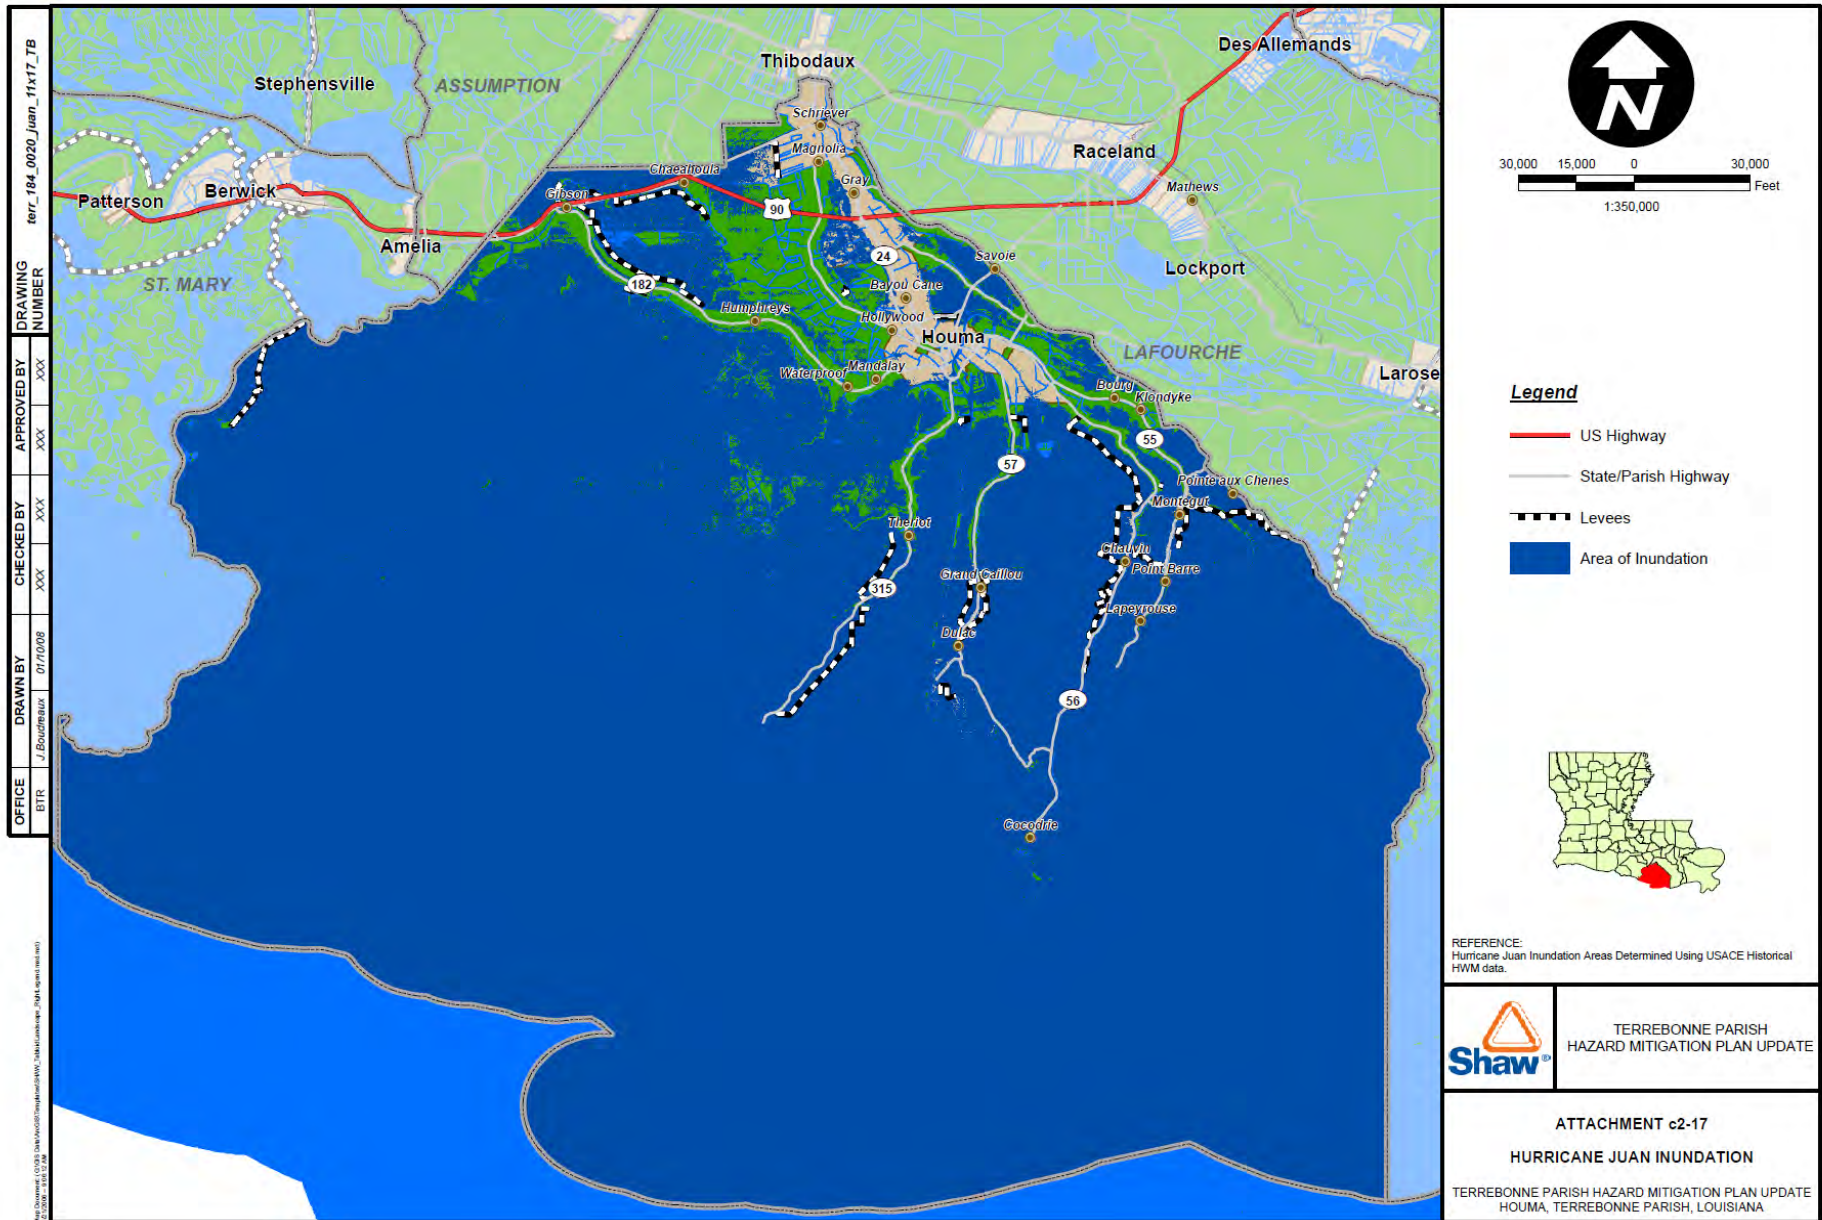 terr_184_0020_juan_11x17_TB
DRAWING
NUMBER
APPROVED BY
XXX
XXX
CHECKED BY
XXX
XXX
DRAWN BY
J.Boudreaux
01/10/08
OFFICE
BTR
Stephensville
ASSUMPTION
Thibodaux
Des Allemands
Schriever
Magnolia
Chacahoula
Gray
Raceland
Mathews
Patterson
Berwick
Gibson
90
Amelia
24
Savoie
Lockport
ST. MARY
182
Bayou Cane
Humphreys
Hollywood
Houma
LAFOURCHE
Waterproof
Mandalay
Larose
Bourg
Klondyke
55
57
Pointe aux Chenes
Montegut
Theriot
Chauvin
Point Barre
Grand Caillou
315
Lapeyrouse
Dulac
56
Cocodrie
N
30,000 15,000 0 30,000
Feet
1:350,000
Legend
US Highway
State/Parish Highway
Levees
Area of Inundation
REFERENCE:
Hurricane Juan Inundation Areas Determined Using USACE Historical
HWM data.
Shaw®
TERREBONNE PARISH
HAZARD MITIGATION PLAN UPDATE
ATTACHMENT c2-17
HURRICANE JUAN INUNDATION
TERREBONNE PARISH HAZARD MITIGATION PLAN UPDATE
HOUMA, TERREBONNE PARISH, LOUISIANA